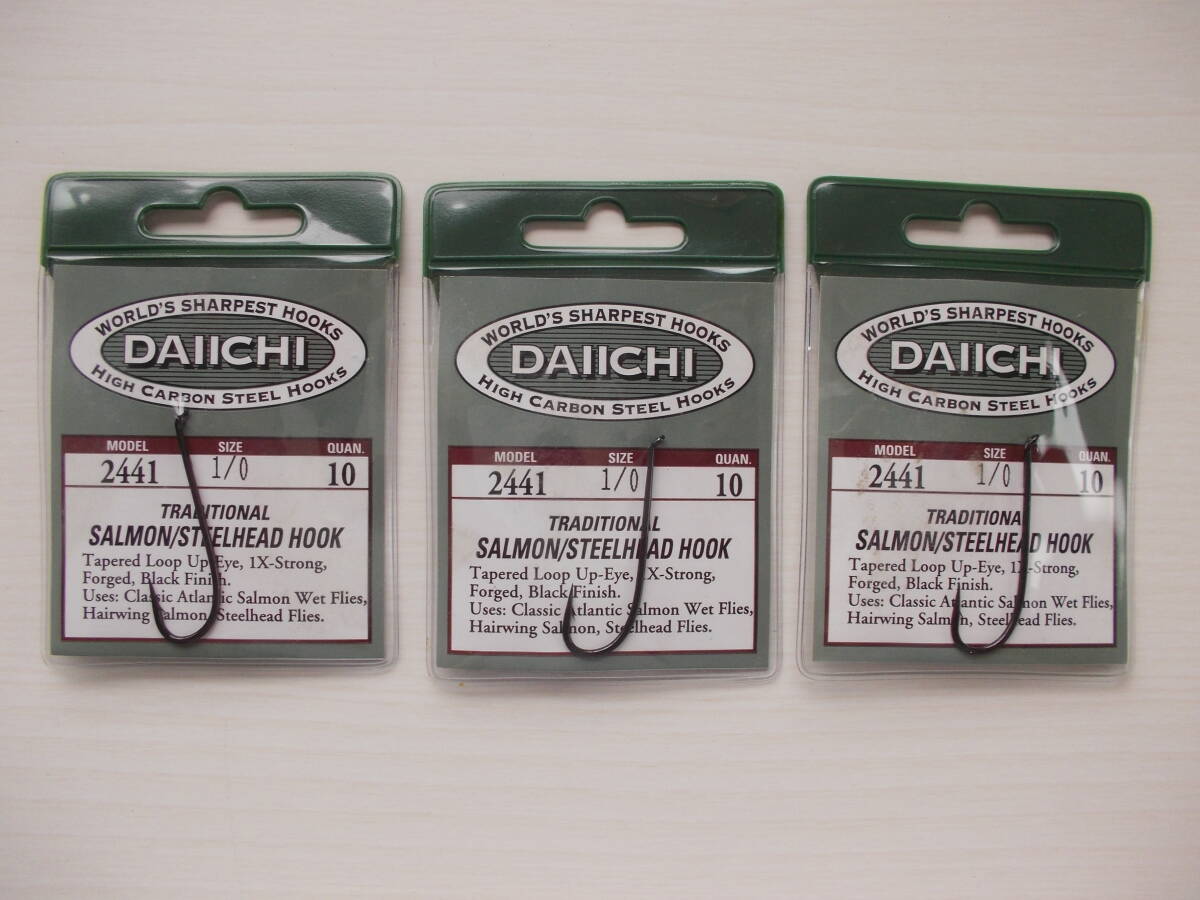 WORLD'S SHARPEST HOOKS
DAIICHI
HIGH CARBON STEEL HOOKS
MODEL SIZE QUAN.
2441 1/0 10
TRADITIONAL
SALMON/STEELHEAD HOOK
Tapered Loop Up-Eye, 1X-Strong,
Forged, Black Finish.
Uses: Classic Atlantic Salmon Wet Flies,
Hairwing Salmon, Steelhead Flies.
WORLD'S SHARPEST HOOKS
DAIICHI
HIGH CARBON STEEL HOOKS
MODEL SIZE QUAN.
2441 1/0 10
TRADITIONAL
SALMON/STEELHEAD HOOK
Tapered Loop Up-Eye, 1X-Strong,
Forged, Black Finish.
Uses: Classic Atlantic Salmon Wet Flies,
Hairwing Salmon, Steelhead Flies.
WORLD'S SHARPEST HOOKS
DAIICHI
HIGH CARBON STEEL HOOKS
MODEL SIZE QUAN.
2441 1/0 10
TRADITIONAL
SALMON/STEELHEAD HOOK
Tapered Loop Up-Eye, 1X-Strong,
Forged, Black Finish.
Uses: Classic Atlantic Salmon Wet Flies,
Hairwing Salmon, Steelhead Flies.